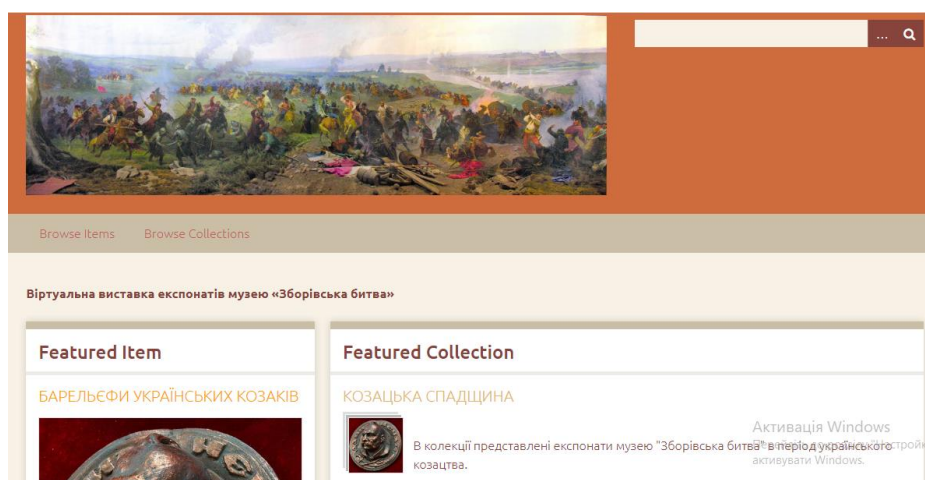 ...
Browse Items Browse Collections
Віртуальна виставка експонатів музею «Зборівська битва»
Featured Item
БАРЕЛЬЄФИ УКРАЇНСЬКИХ КОЗАКІВ
Featured Collection
КОЗАЦЬКА СПАДЩИНА
В колекції представлені експонати музею "Зборівська битва" в період українського
козацтва.
Активація Windows
активувати Windows.